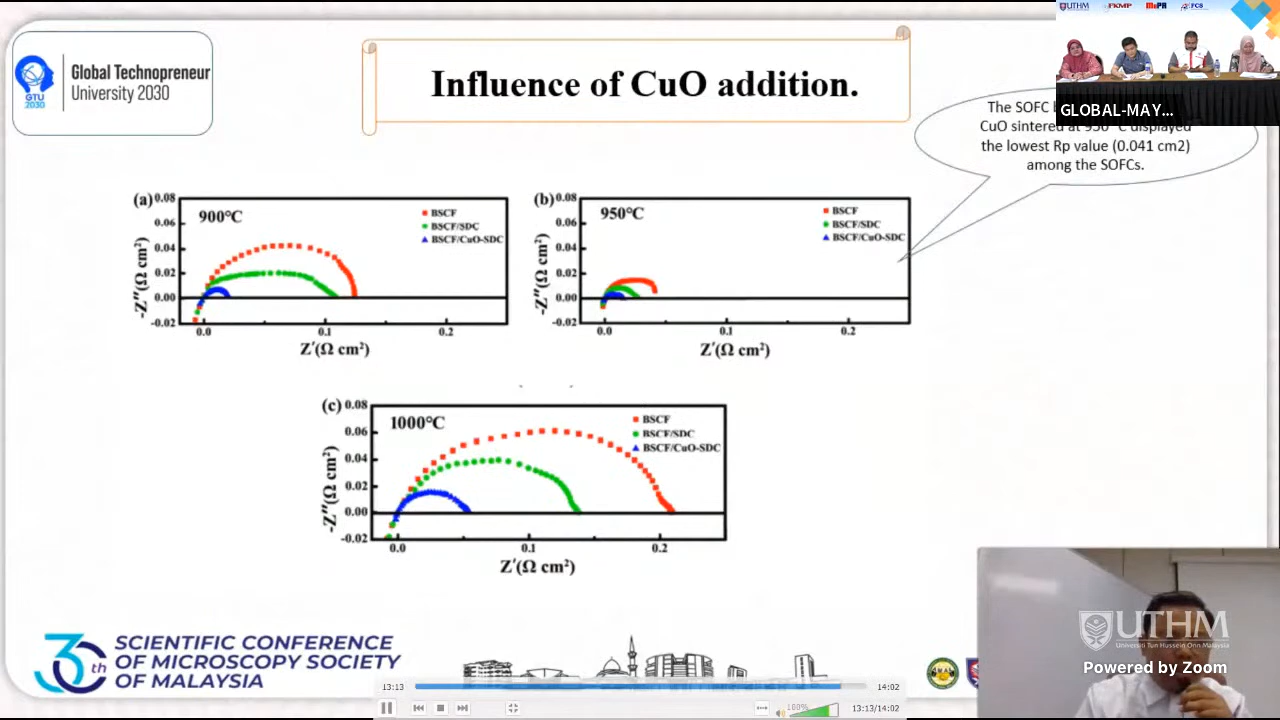 UTHM FKMP MCPR FCS
Global Technopreneur
University 2030
GTU
2030
Influence of CuO addition.
GLOBAL-MAY...
The SOFC
CuO sintered at 950 °C displayed
the lowest Rp value (0.041 cm2)
among the SOFCs.
(a)
900℃
BSCF
BSCF/SDC
BSCF/CuO-SDC
0.08
0.06
0.04
0.02
0.00
-0.02
-Z″(Ω cm²)
0.0 0.1 0.2
Z′(Ω cm²)
(b)
950℃
BSCF
BSCF/SDC
BSCF/CuO-SDC
0.08
0.06
0.04
0.02
0.00
-0.02
-Z″(Ω cm²)
0.0 0.1 0.2
Z′(Ω cm²)
(c)
1000℃
BSCF
BSCF/SDC
BSCF/CuO-SDC
0.08
0.06
0.04
0.02
0.00
-0.02
-Z″(Ω cm²)
0.0 0.1 0.2
Z′(Ω cm²)
30th
SCIENTIFIC CONFERENCE
OF MICROSCOPY SOCIETY
OF MALAYSIA
UTHM
Universiti Tun Hussein Onn Malaysia
Powered by Zoom
13:13 14:02
100%
13:13/14:02